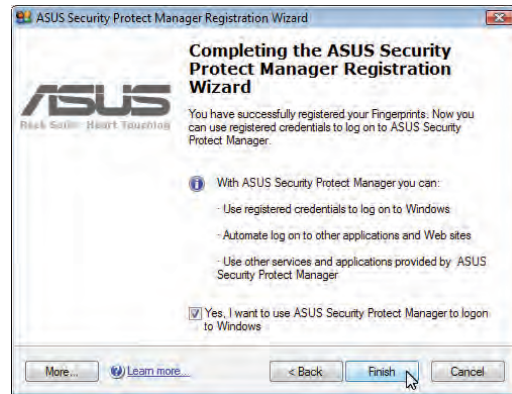 ASUS Security Protect Manager Registration Wizard
Completing the ASUS Security
Protect Manager Registration
Wizard
ASUS
Rock Solid · Heart Touching
You have successfully registered your Fingerprints. Now you
can use registered credentials to log on to ASUS Security
Protect Manager.
With ASUS Security Protect Manager you can:
· Use registered credentials to log on to Windows
· Automate log on to other applications and Web sites
· Use other services and applications provided by ASUS
Security Protect Manager
Yes, I want to use ASUS Security Protect Manager to logon
to Windows
More... Learn more... < Back Finish Cancel